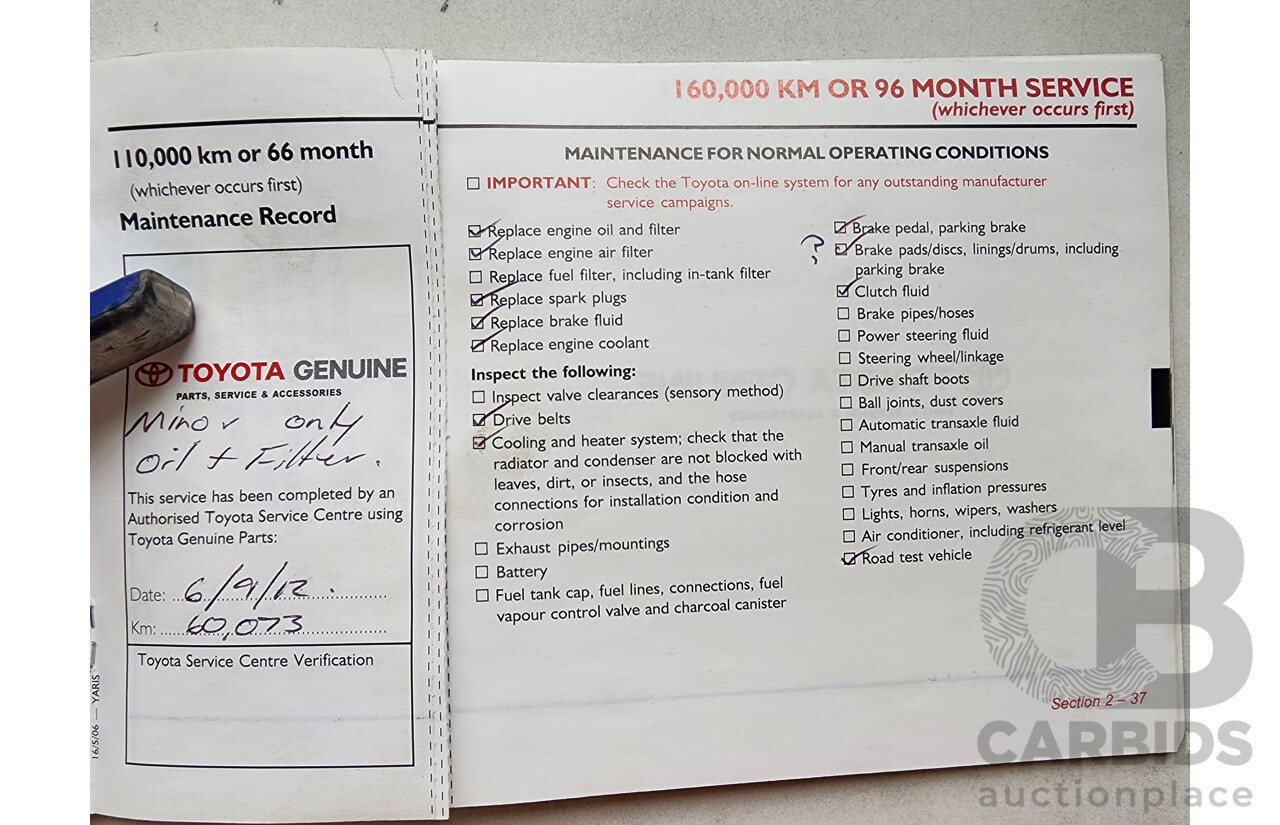 110,000 km or 66 month
(whichever occurs first)
Maintenance Record
TOYOTA GENUINE
PARTS, SERVICE & ACCESSORIES
Minor only
Oil + Filter.
This service has been completed by an
Authorised Toyota Service Centre using
Toyota Genuine Parts:
Date: 6/9/12.
Km: 60,073
Toyota Service Centre Verification
16/5/06 — YARIS
160,000 KM OR 96 MONTH SERVICE
(whichever occurs first)
MAINTENANCE FOR NORMAL OPERATING CONDITIONS
IMPORTANT: Check the Toyota on-line system for any outstanding manufacturer
service campaigns.
Replace engine oil and filter
Replace engine air filter
Replace fuel filter, including in-tank filter
Replace spark plugs
Replace brake fluid
Replace engine coolant
Inspect the following:
Inspect valve clearances (sensory method)
Drive belts
Cooling and heater system; check that the
radiator and condenser are not blocked with
leaves, dirt, or insects, and the hose
connections for installation condition and
corrosion
Exhaust pipes/mountings
Battery
Fuel tank cap, fuel lines, connections, fuel
vapour control valve and charcoal canister
Brake pedal, parking brake
? Brake pads/discs, linings/drums, including
parking brake
Clutch fluid
Brake pipes/hoses
Power steering fluid
Steering wheel/linkage
Drive shaft boots
Ball joints, dust covers
Automatic transaxle fluid
Manual transaxle oil
Front/rear suspensions
Tyres and inflation pressures
Lights, horns, wipers, washers
Air conditioner, including refrigerant level
Road test vehicle
Section 2 – 37
CB
CARBIDS
auctionplace